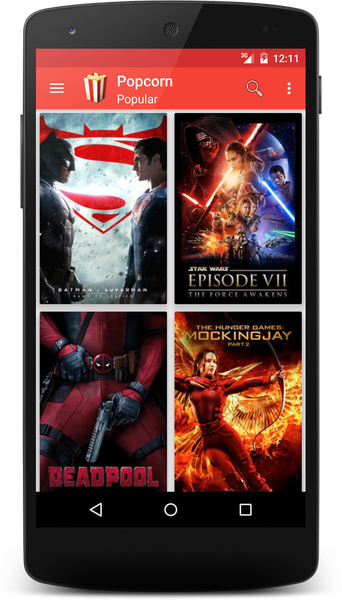 3G
12:11
Popcorn
Popular
BATMAN v SUPERMAN
DAWN OF JUSTICE
STAR WARS
EPISODE VII
THE FORCE AWAKENS
DEADPOOL
THE HUNGER GAMES:
MOCKINGJAY
PART 2